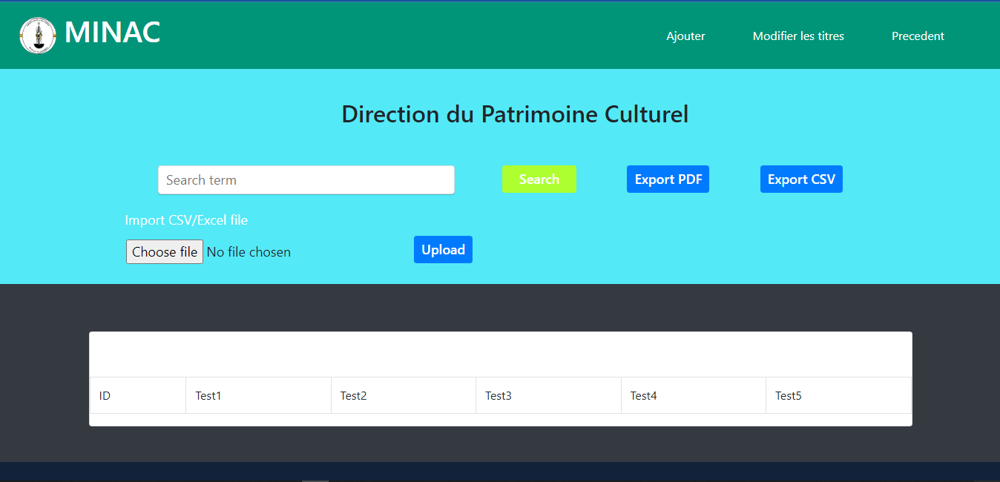 MINAC
Ajouter Modifier les titres Precedent
Direction du Patrimoine Culturel
Search term Search Export PDF Export CSV
Import CSV/Excel file
Choose file No file chosen Upload
ID Test1 Test2 Test3 Test4 Test5